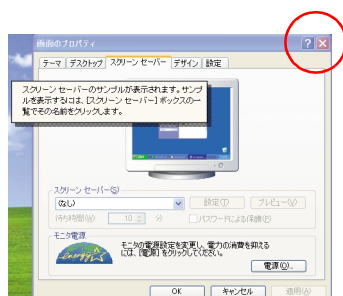 画面のプロパティ
? ×
テーマ デスクトップ スクリーン セーバー デザイン 設定
スクリーン セーバーのサンプルが表示されます。サンプ
ルを表示するには、[スクリーン セーバー] ボックスの一
覧でその名前をクリックします。
スクリーン セーバー(S)
(なし) 設定(T) プレビュー(V)
待ち時間(W) 10 分 パスワードによる保護(P)
モニタ電源
モニタの電源設定を変更し、電力の消費を抑える
には、[電源] をクリックしてください。
電源(O)...
OK キャンセル 適用(A)